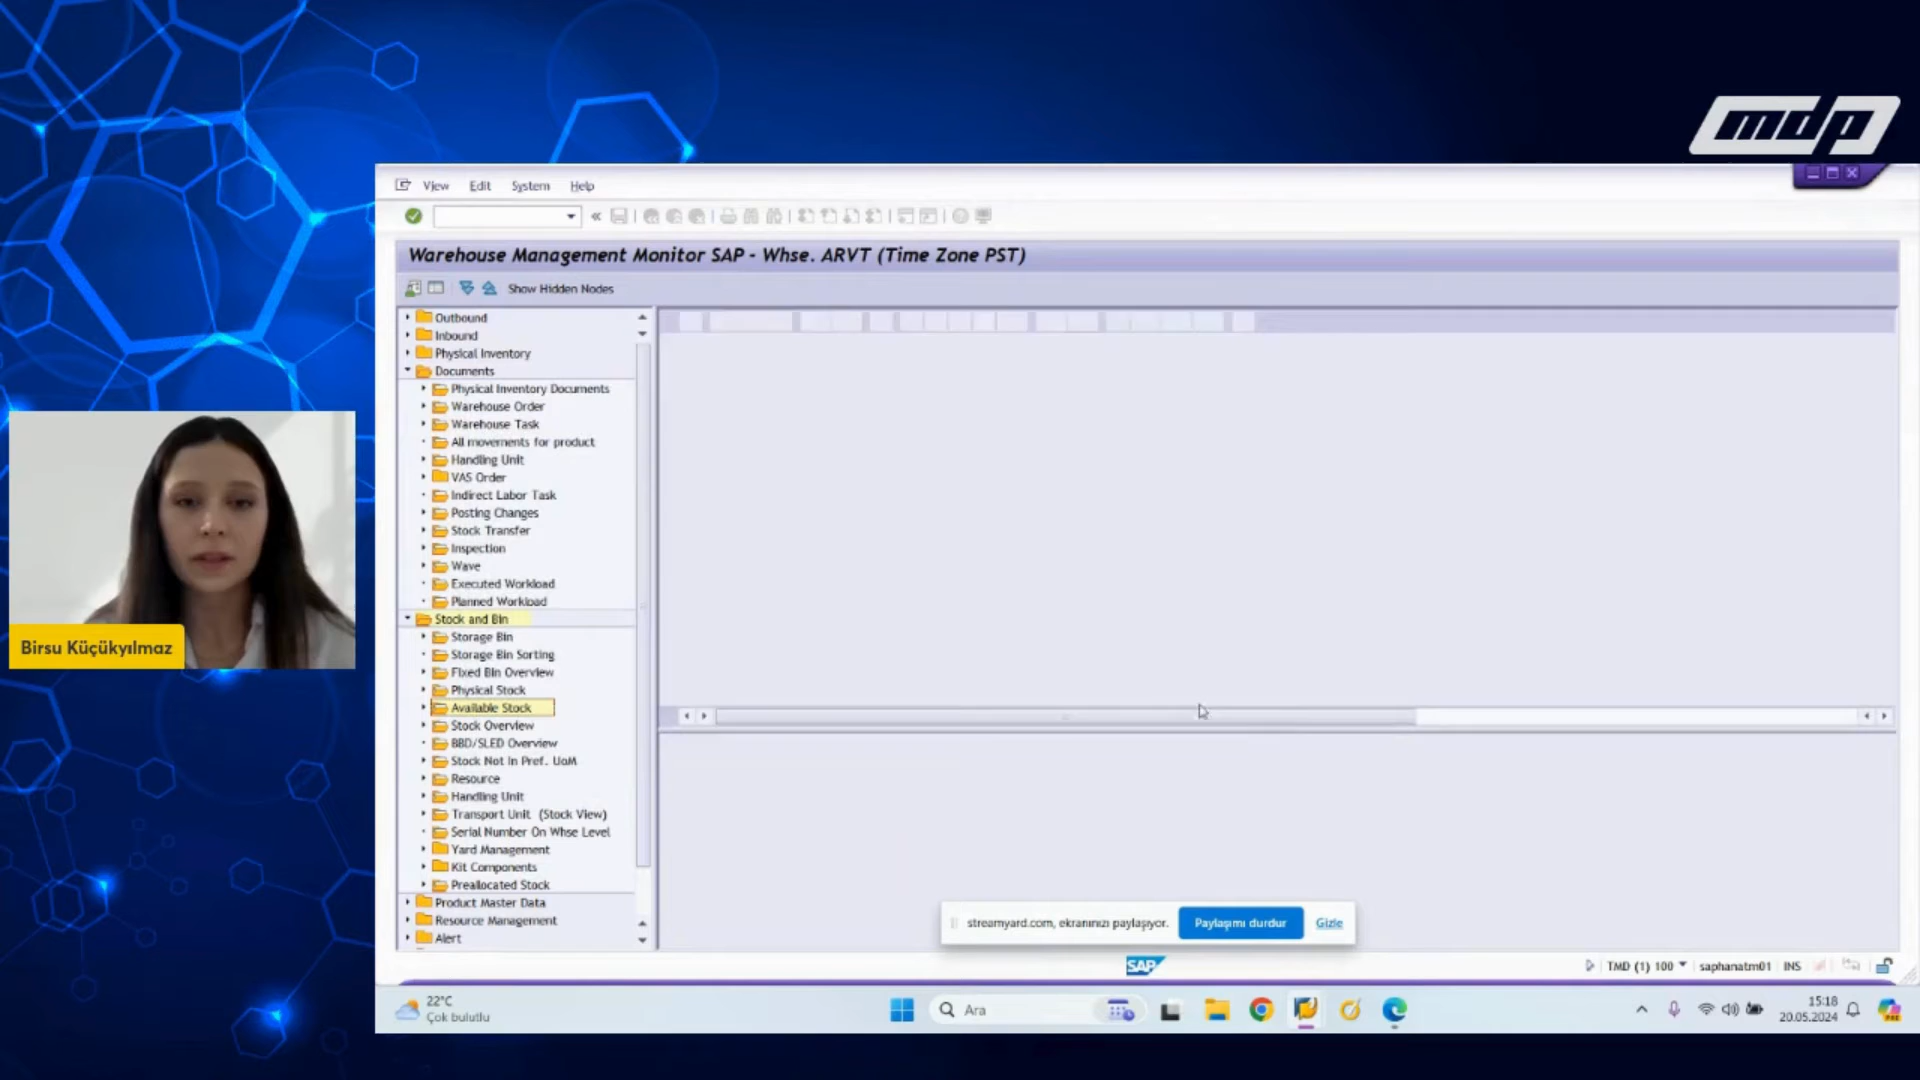 mdp
View Edit System Help
Warehouse Management Monitor SAP - Whse. ARVT (Time Zone PST)
Show Hidden Nodes
Outbound
Inbound
Physical Inventory
Documents
Physical Inventory Documents
Warehouse Order
Warehouse Task
All movements for product
Handling Unit
VAS Order
Indirect Labor Task
Posting Changes
Stock Transfer
Inspection
Wave
Executed Workload
Planned Workload
Stock and Bin
Storage Bin
Storage Bin Sorting
Fixed Bin Overview
Physical Stock
Available Stock
Stock Overview
BBD/SLED Overview
Stock Not In Pref. UoM
Resource
Handling Unit
Transport Unit (Stock View)
Serial Number On Whse Level
Yard Management
Kit Components
Preallocated Stock
Product Master Data
Resource Management
Alert
Birsu Küçükyılmaz
streamyard.com, ekranınızı paylaşıyor. Paylaşımı durdur Gizle
SAP
TMD (1) 100 saphanatm01 INS
22°C
Çok bulutlu
Ara
15:18
20.05.2024